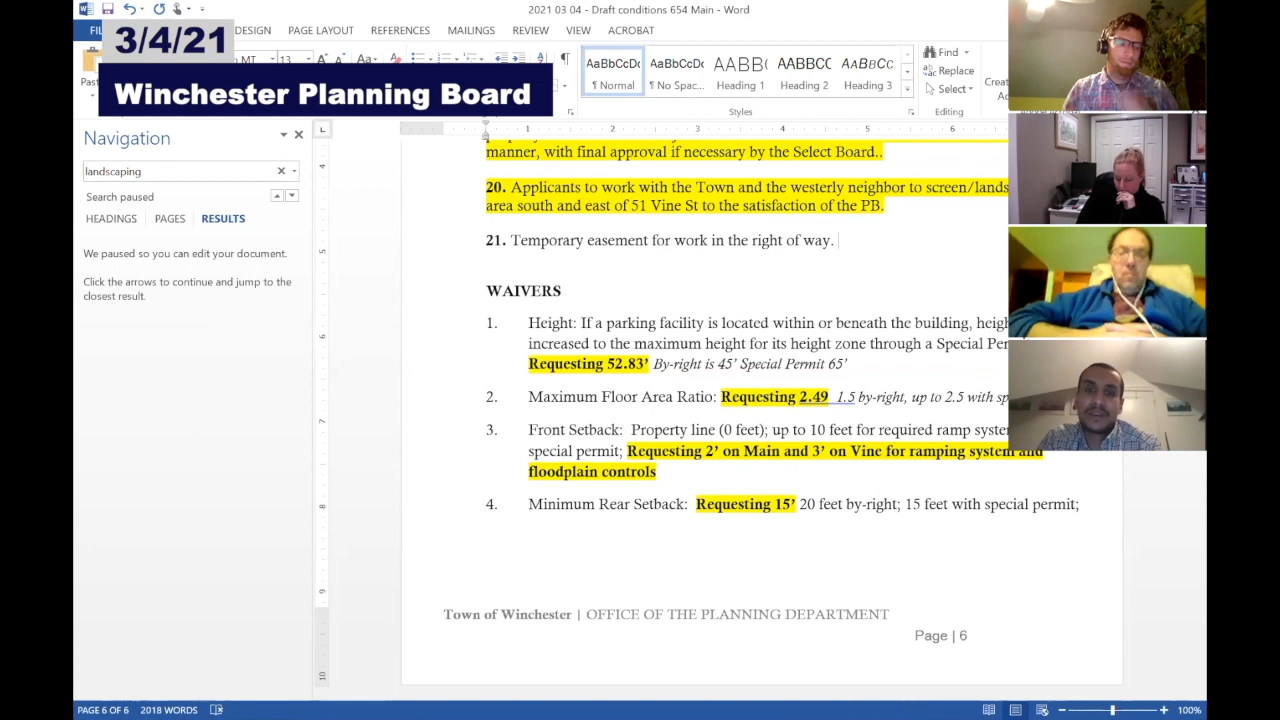 2021 03 04 - Draft conditions 654 Main - Word
3/4/21
DESIGN PAGE LAYOUT REFERENCES MAILINGS REVIEW VIEW ACROBAT
MT 13 Aa
Winchester Planning Board
AaBbCcDc AaBbCcDc AABB( AABBCC AABBCC.
¶ Normal ¶ No Spac... Heading 1 Heading 2 Heading 3
Find
Replace
Select
Styles
Editing
Navigation
landscaping
Search paused
HEADINGS PAGES RESULTS
We paused so you can edit your document.
Click the arrows to continue and jump to the
closest result.
1 2 3 4 5 6
manner, with final approval if necessary by the Select Board..
20. Applicants to work with the Town and the westerly neighbor to screen/lands
area south and east of 51 Vine St to the satisfaction of the PB.
21. Temporary easement for work in the right of way.
WAIVERS
1. Height: If a parking facility is located within or beneath the building, heigh
increased to the maximum height for its height zone through a Special Per
Requesting 52.83’ By-right is 45’ Special Permit 65’
2. Maximum Floor Area Ratio: Requesting 2.49 1.5 by-right, up to 2.5 with sp
3. Front Setback: Property line (0 feet); up to 10 feet for required ramp system
special permit; Requesting 2’ on Main and 3’ on Vine for ramping system and
floodplain controls
4. Minimum Rear Setback: Requesting 15’ 20 feet by-right; 15 feet with special permit;
Town of Winchester | OFFICE OF THE PLANNING DEPARTMENT
Page | 6
PAGE 6 OF 6 2018 WORDS
100%